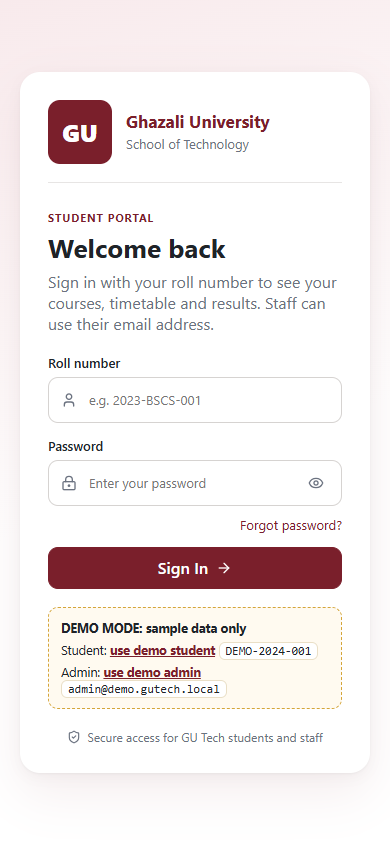 GU
Ghazali University
School of Technology
STUDENT PORTAL
Welcome back
Sign in with your roll number to see your
courses, timetable and results. Staff can
use their email address.
Roll number
e.g. 2023-BSCS-001
Password
Enter your password
Forgot password?
Sign In →
DEMO MODE: sample data only
Student: use demo student DEMO-2024-001
Admin: use demo admin
admin@demo.gutech.local
Secure access for GU Tech students and staff